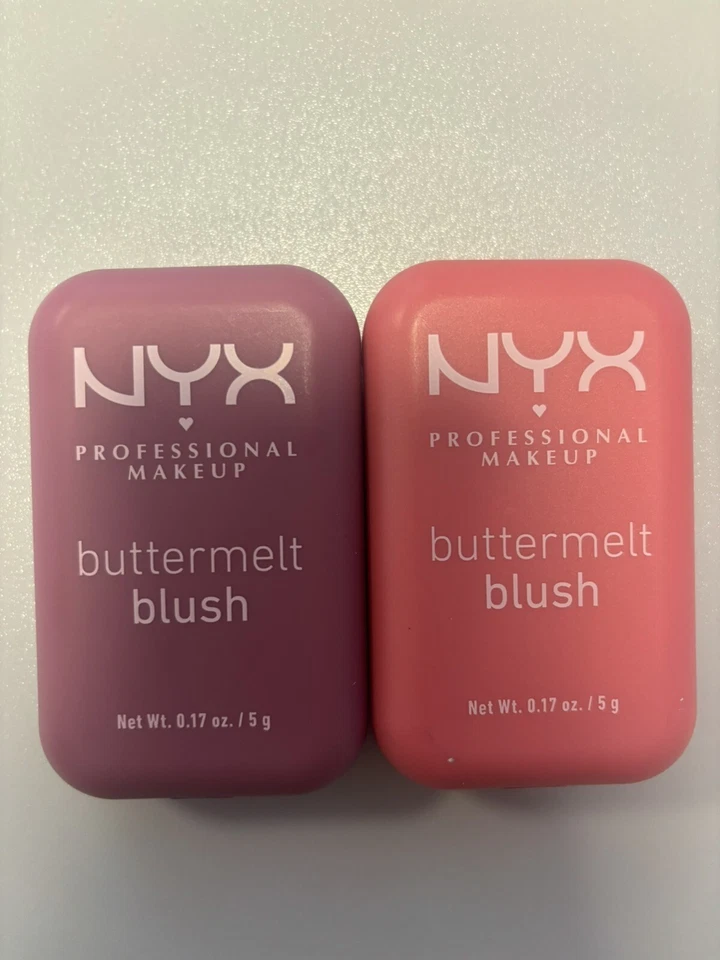 NYX
PROFESSIONAL
MAKEUP
buttermelt
blush
Net Wt. 0.17 oz. / 5 g
NYX
PROFESSIONAL
MAKEUP
buttermelt
blush
Net Wt. 0.17 oz. / 5 g